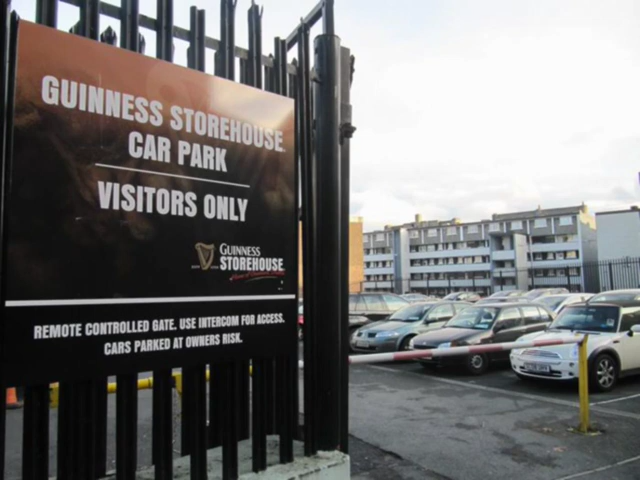 GUINNESS STOREHOUSE
CAR PARK
VISITORS ONLY
GUINNESS
STOREHOUSE
REMOTE CONTROLLED GATE. USE INTERCOM FOR ACCESS.
CARS PARKED AT OWNERS RISK.